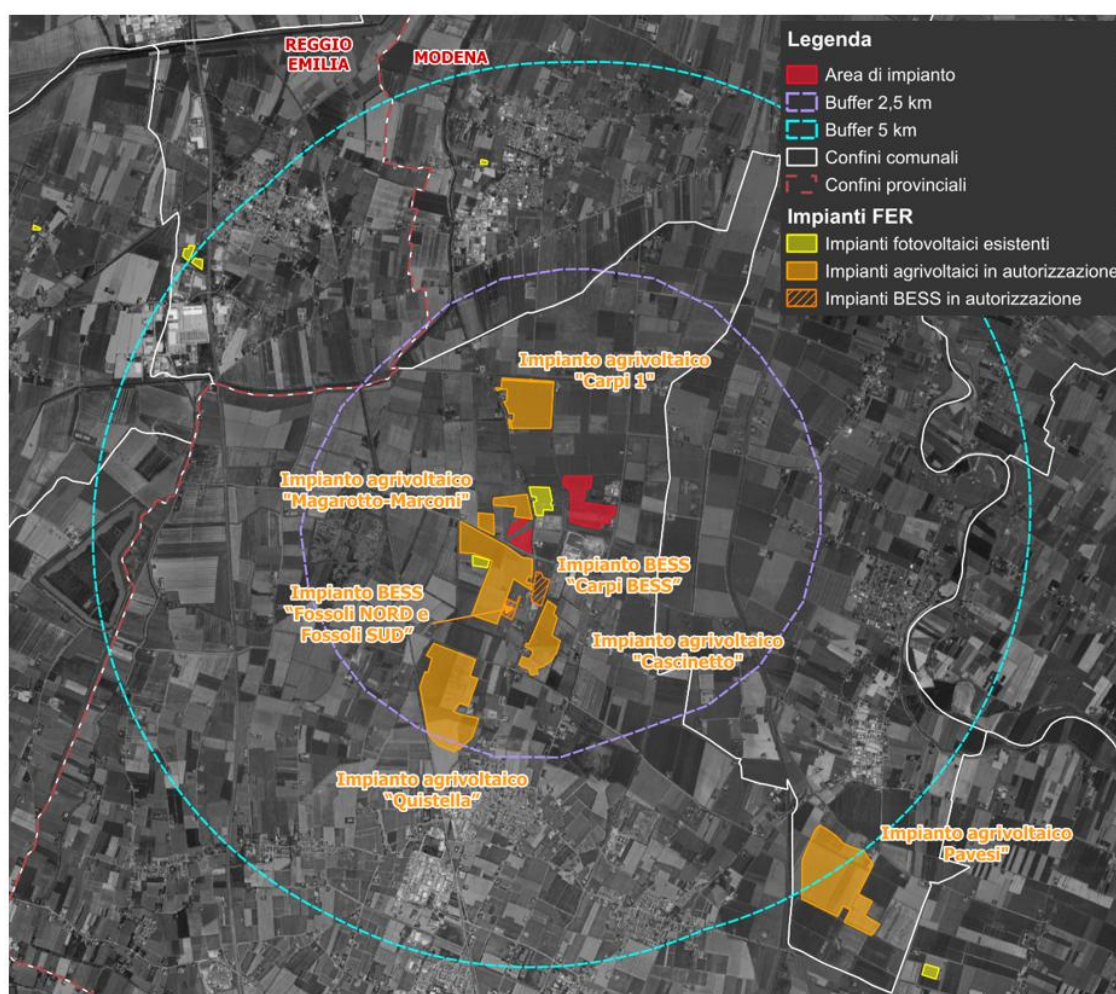 REGGIO
EMILIA
MODENA
Legenda
Area di impianto
Buffer 2,5 km
Buffer 5 km
Confini comunali
Confini provinciali
Impianti FER
Impianti fotovoltaici esistenti
Impianti agrivoltaici in autorizzazione
Impianti BESS in autorizzazione
Impianto agrivoltaico
"Carpi 1"
Impianto agrivoltaico
"Magarotto-Marconi"
Impianto BESS
“Carpi BESS”
Impianto BESS
“Fossoli NORD e
Fossoli SUD”
Impianto agrivoltaico
"Cascinetto"
Impianto agrivoltaico
“Quistella”
Impianto agrivoltaico
Pavesi"